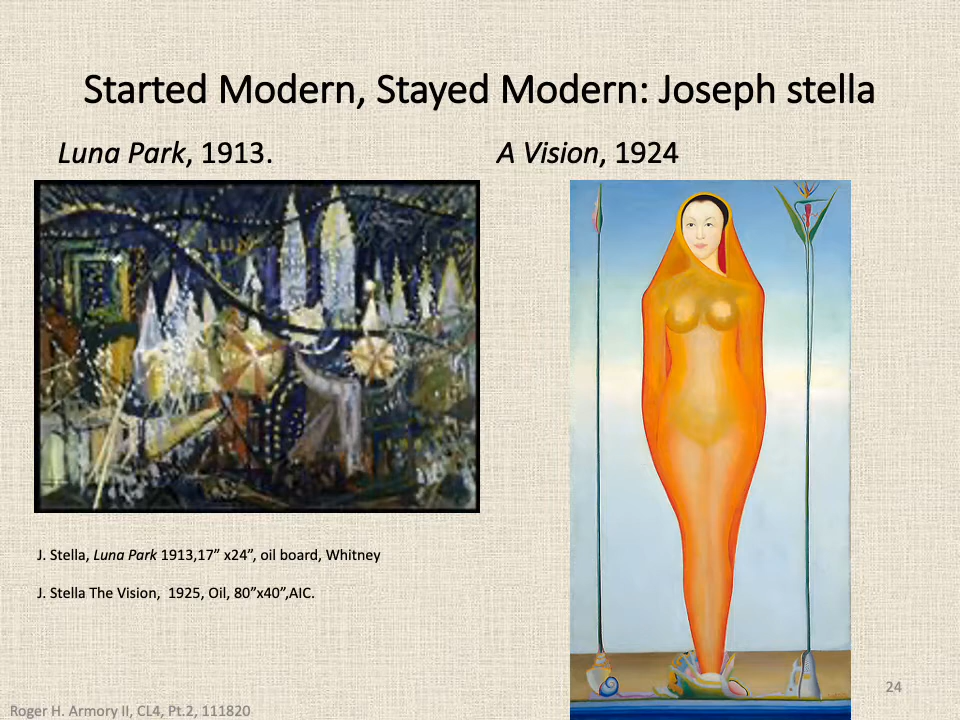 Started Modern, Stayed Modern: Joseph stella
Luna Park, 1913.
A Vision, 1924
J. Stella, Luna Park 1913,17” x24”, oil board, Whitney
J. Stella The Vision,  1925, Oil, 80”x40”,AIC.
24
Roger H. Armory II, CL4, Pt.2, 111820